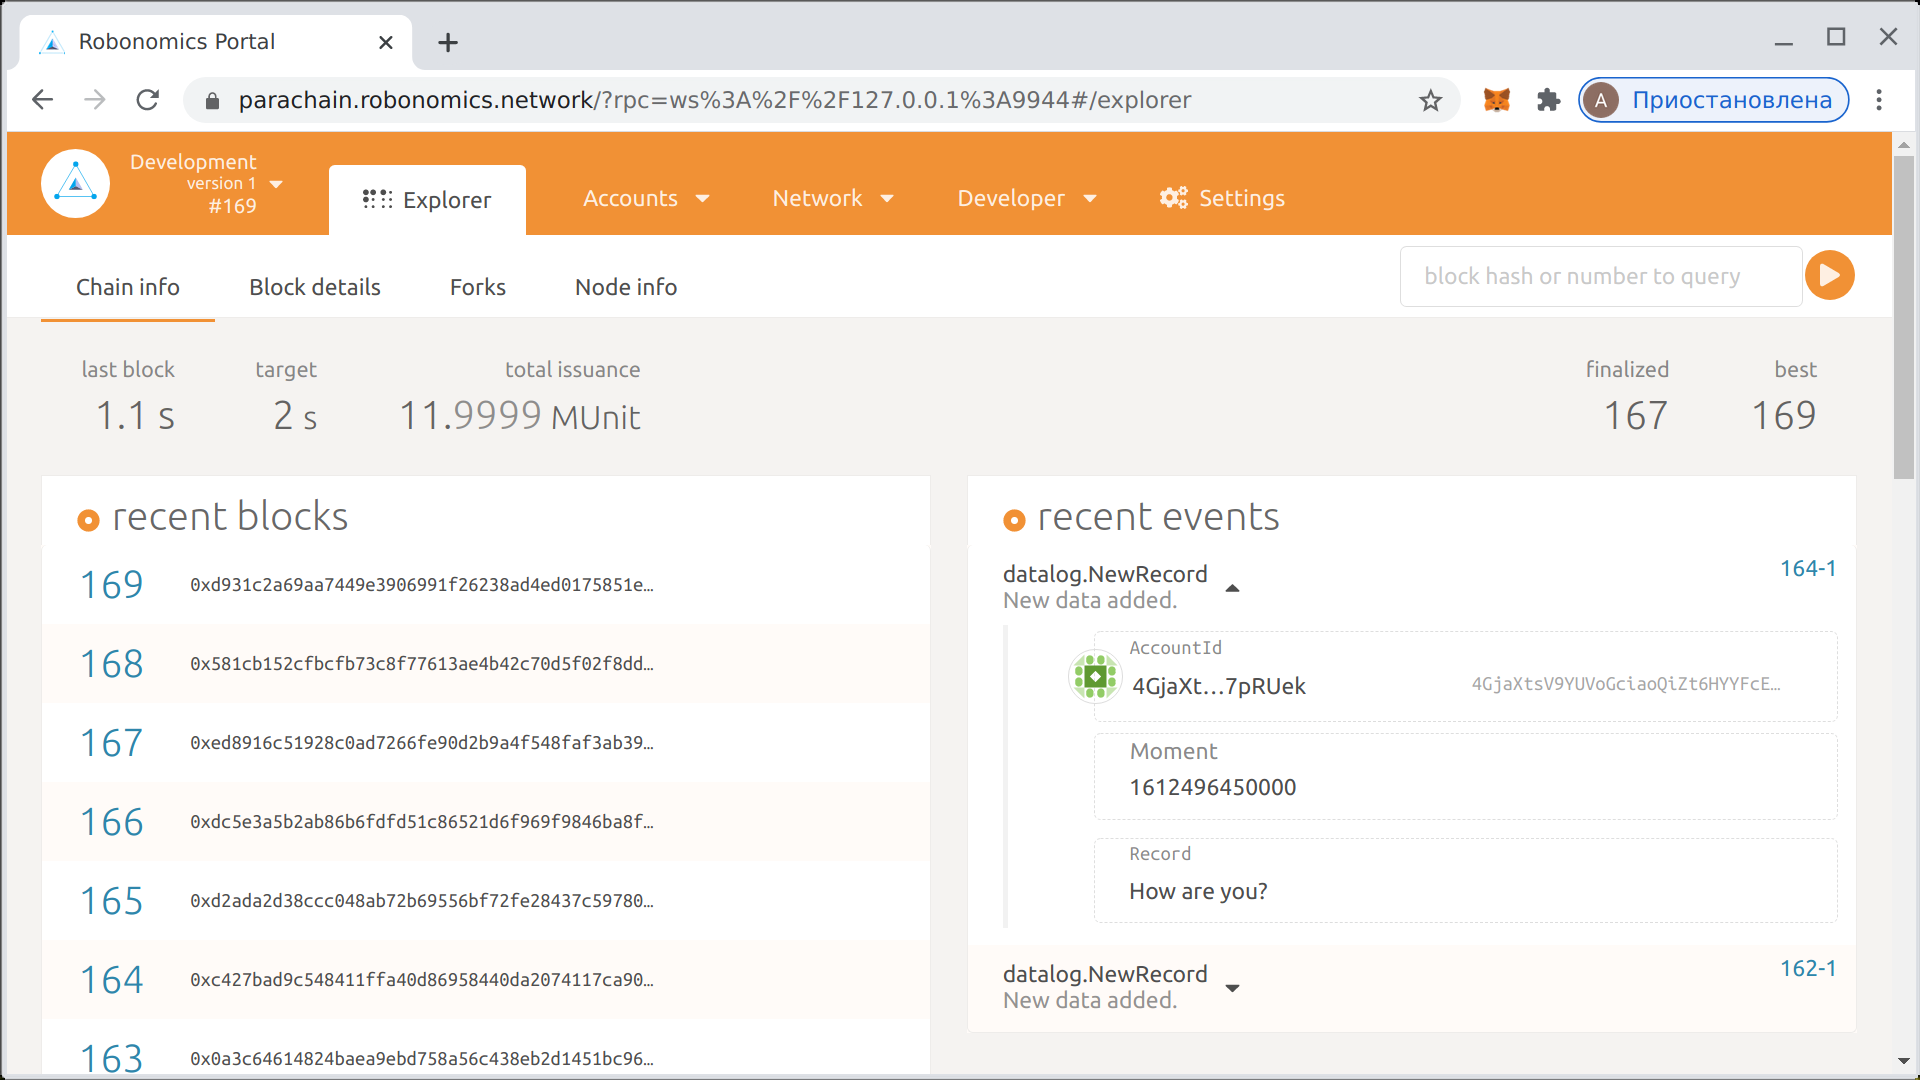 Robonomics Portal
parachain.robonomics.network/?rpc=ws%3A%2F%2F127.0.0.1%3A9944#/explorer
A Приостановлена
Development
version 1
#169
Explorer
Accounts
Network
Developer
Settings
Chain info
Block details
Forks
Node info
block hash or number to query
last block
1.1 s
target
2 s
total issuance
11.9999 MUnit
finalized
167
best
169
recent blocks
169 0xd931c2a69aa7449e3906991f26238ad4ed0175851e…
168 0x581cb152cfbcfb73c8f77613ae4b42c70d5f02f8dd…
167 0xed8916c51928c0ad7266fe90d2b9a4f548faf3ab39…
166 0xdc5e3a5b2ab86b6fdfd51c86521d6f969f9846ba8f…
165 0xd2ada2d38ccc048ab72b69556bf72fe28437c59780…
164 0xc427bad9c548411ffa40d86958440da2074117ca90…
163 0x0a3c64614824baea9ebd758a56c438eb2d1451bc96…
recent events
datalog.NewRecord 164-1
New data added.
AccountId
4GjaXt…7pRUek 4GjaXtsV9YUVoGciaoQiZt6HYYFcE…
Moment
1612496450000
Record
How are you?
datalog.NewRecord 162-1
New data added.